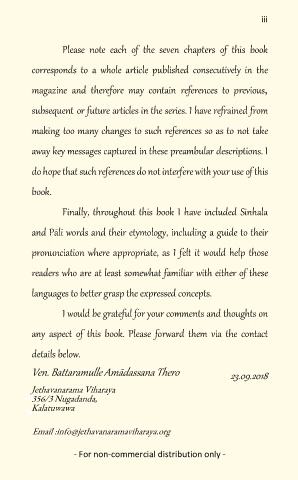 iii
Please note each of the seven chapters of this book
corresponds to a whole article published consecutively in the
magazine and therefore may contain references to previous,
subsequent or future articles in the series. I have refrained from
making too many changes to such references so as to not take
away key messages captured in these preambular descriptions. I
do hope that such references do not interfere with your use of this
book.
Finally, throughout this book I have included Sinhala
and Pāli words and their etymology, including a guide to their
pronunciation where appropriate, as I felt it would help those
readers who are at least somewhat familiar with either of these
languages to better grasp the expressed concepts.
I would be grateful for your comments and thoughts on
any aspect of this book. Please forward them via the contact
details below.
Ven. Battaramulle Amādassana Thero
23.09.2018
Jethavanarama Viharaya
356/3 Nugadanda,
Kalatuwawa
Email :info@jethavanaramaviharaya.org
- For non-commercial distribution only -